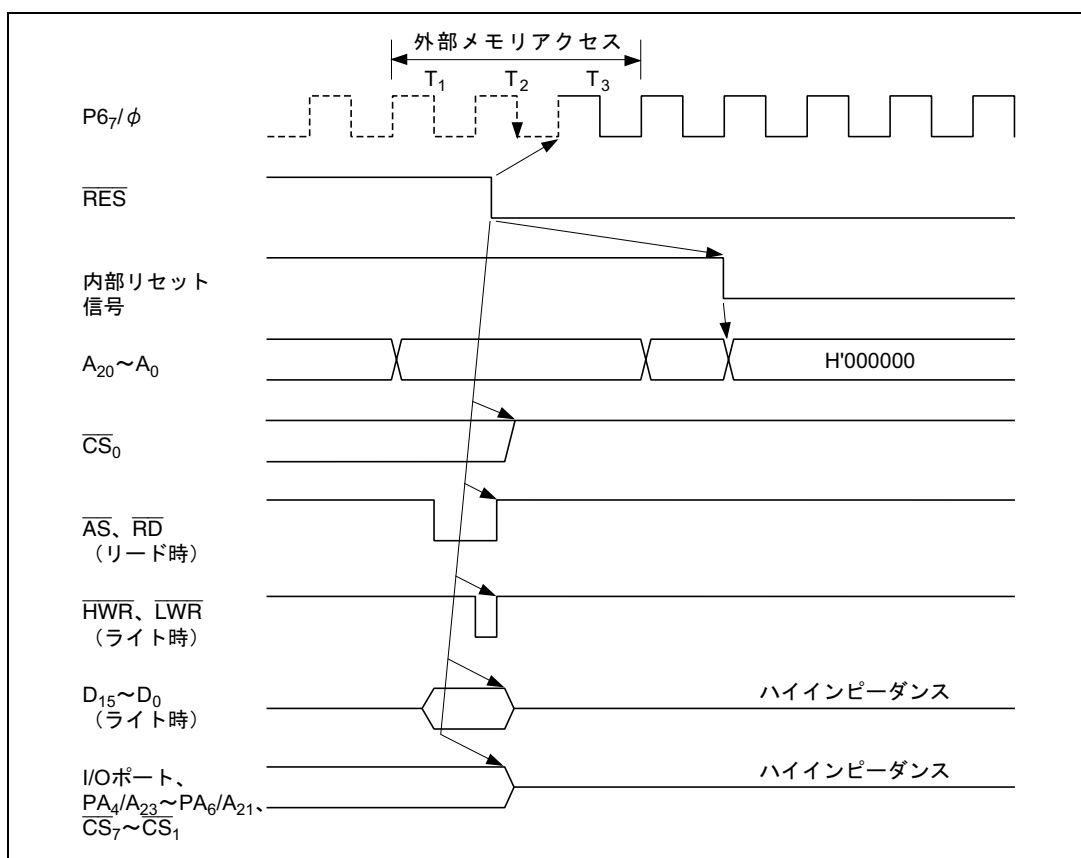 外部メモリアクセス
T1 T2 T3
P67/φ
RES
内部リセット
信号
A20〜A0
H'000000
CS0
AS、RD
（リード時）
HWR、LWR
（ライト時）
D15〜D0
（ライト時）
ハイインピーダンス
I/Oポート、
PA4/A23〜PA6/A21、
CS7〜CS1
ハイインピーダンス